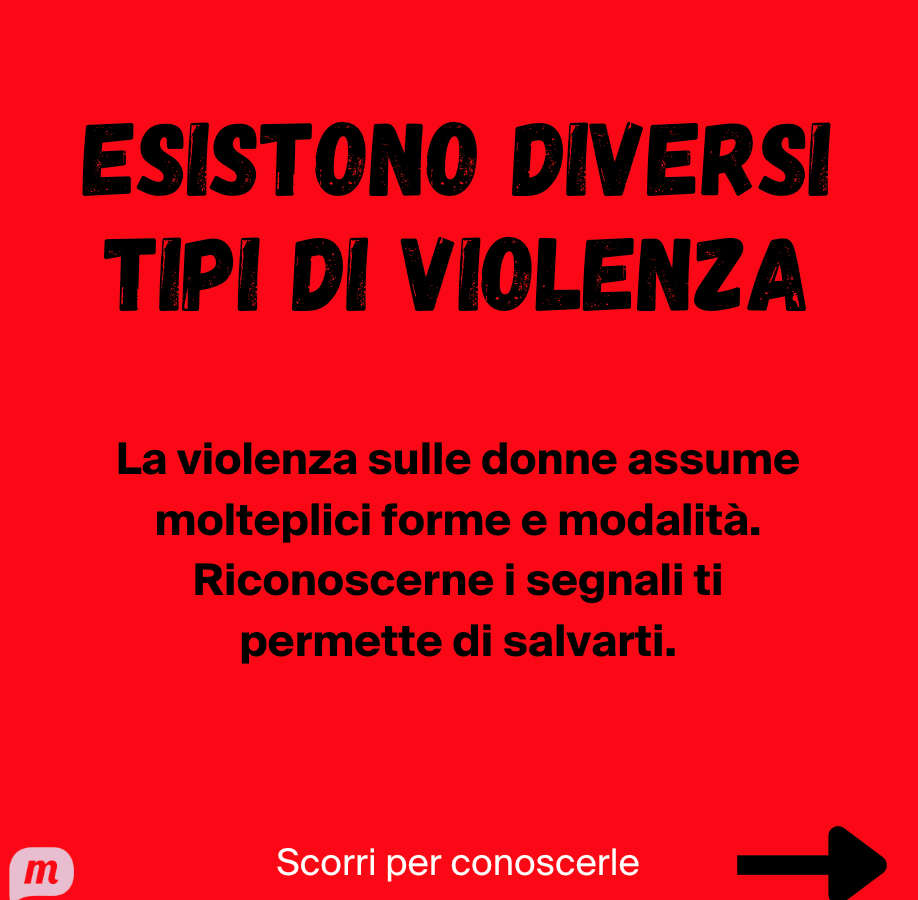 ESISTONO DIVERSI
TIPI DI VIOLENZA
La violenza sulle donne assume
molteplici forme e modalità.
Riconoscerne i segnali ti
permette di salvarti.
Scorri per conoscerle
m